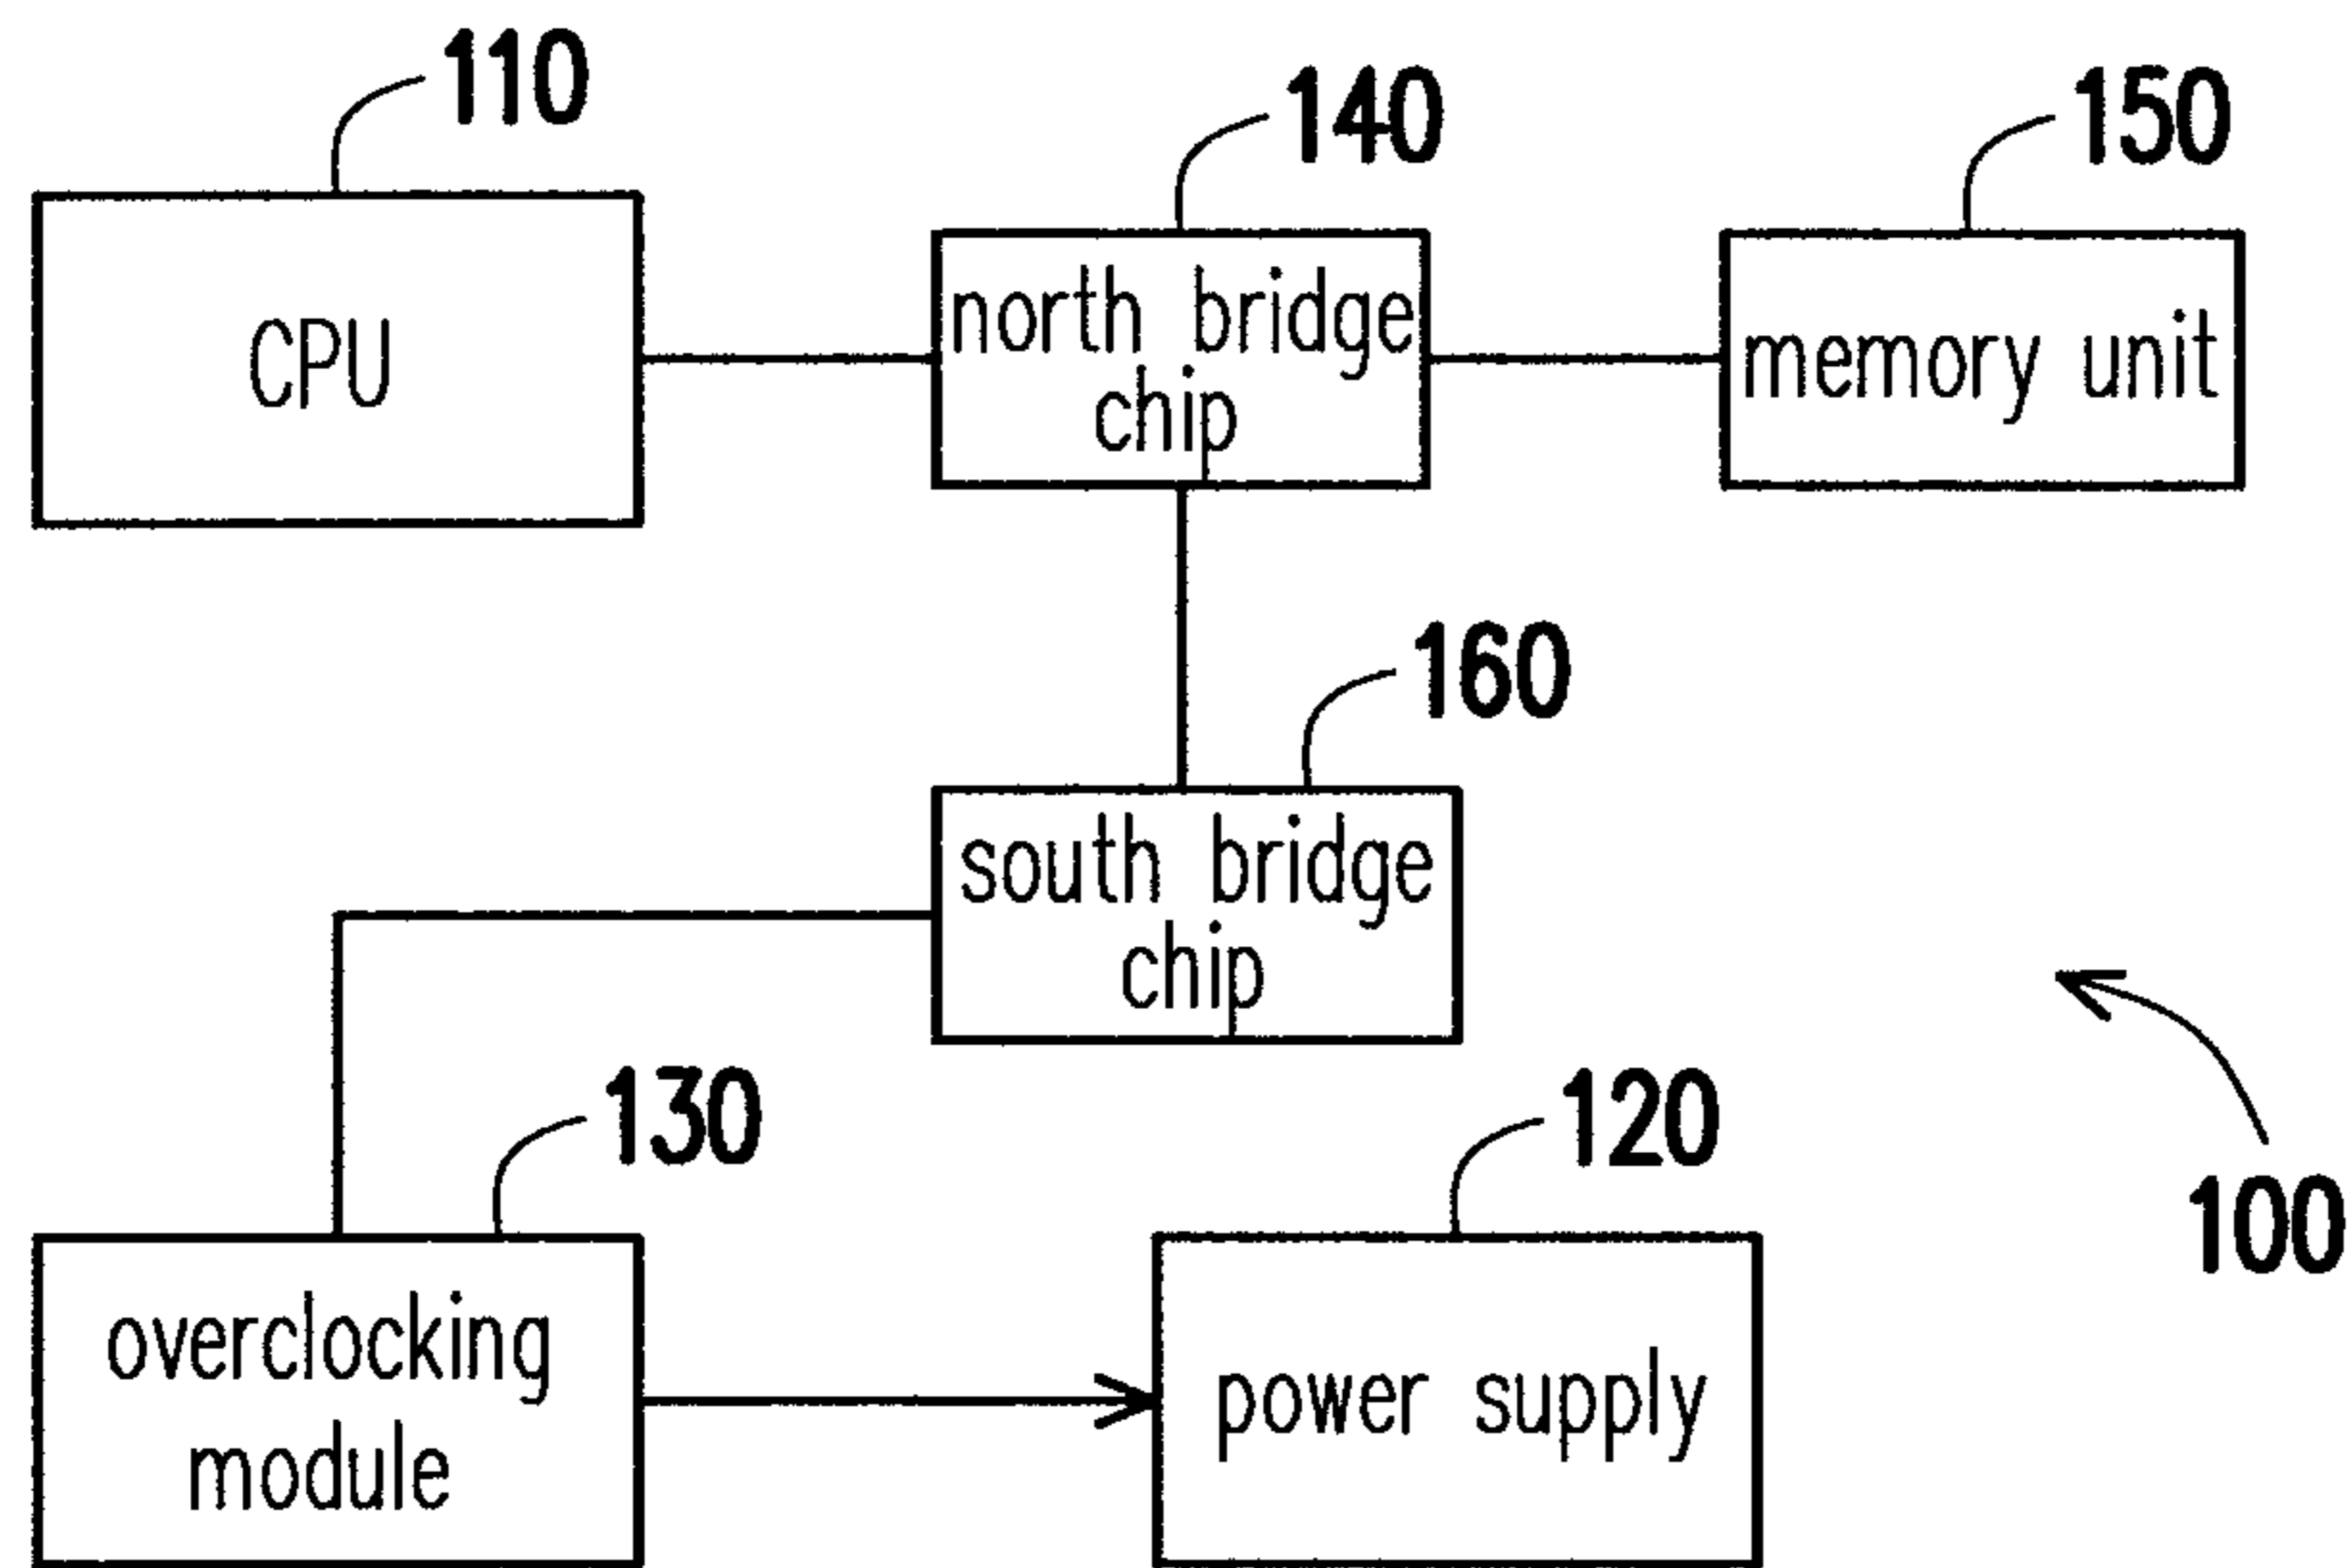 110
140
150
CPU
north bridge
chip
memory unit
160
south bridge
chip
130
120
100
overclocking
module
power supply